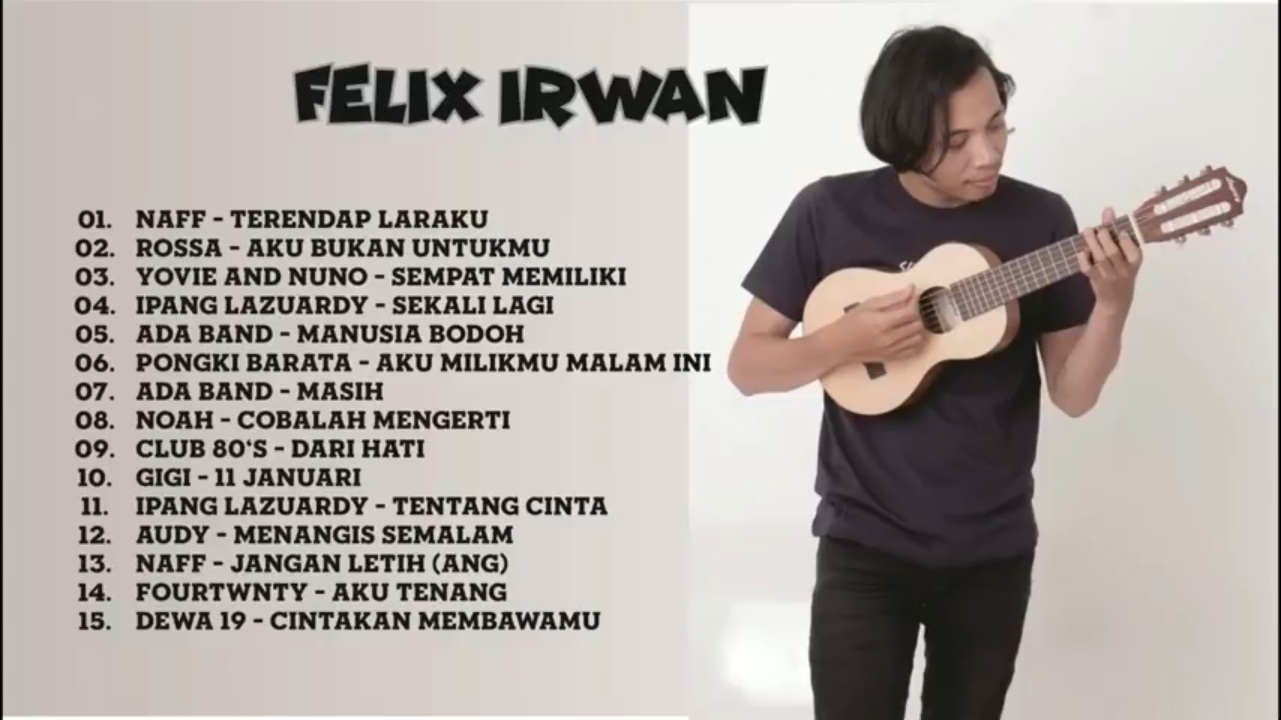 FELIX IRWAN
01. NAFF - TERENDAP LARAKU
02. ROSSA - AKU BUKAN UNTUKMU
03. YOVIE AND NUNO - SEMPAT MEMILIKI
04. IPANG LAZUARDY - SEKALI LAGI
05. ADA BAND - MANUSIA BODOH
06. PONGKI BARATA - AKU MILIKMU MALAM INI
07. ADA BAND - MASIH
08. NOAH - COBALAH MENGERTI
09. CLUB 80‘S - DARI HATI
10. GIGI - 11 JANUARI
11. IPANG LAZUARDY - TENTANG CINTA
12. AUDY - MENANGIS SEMALAM
13. NAFF - JANGAN LETIH (ANG)
14. FOURTWNTY - AKU TENANG
15. DEWA 19 - CINTAKAN MEMBAWAMU